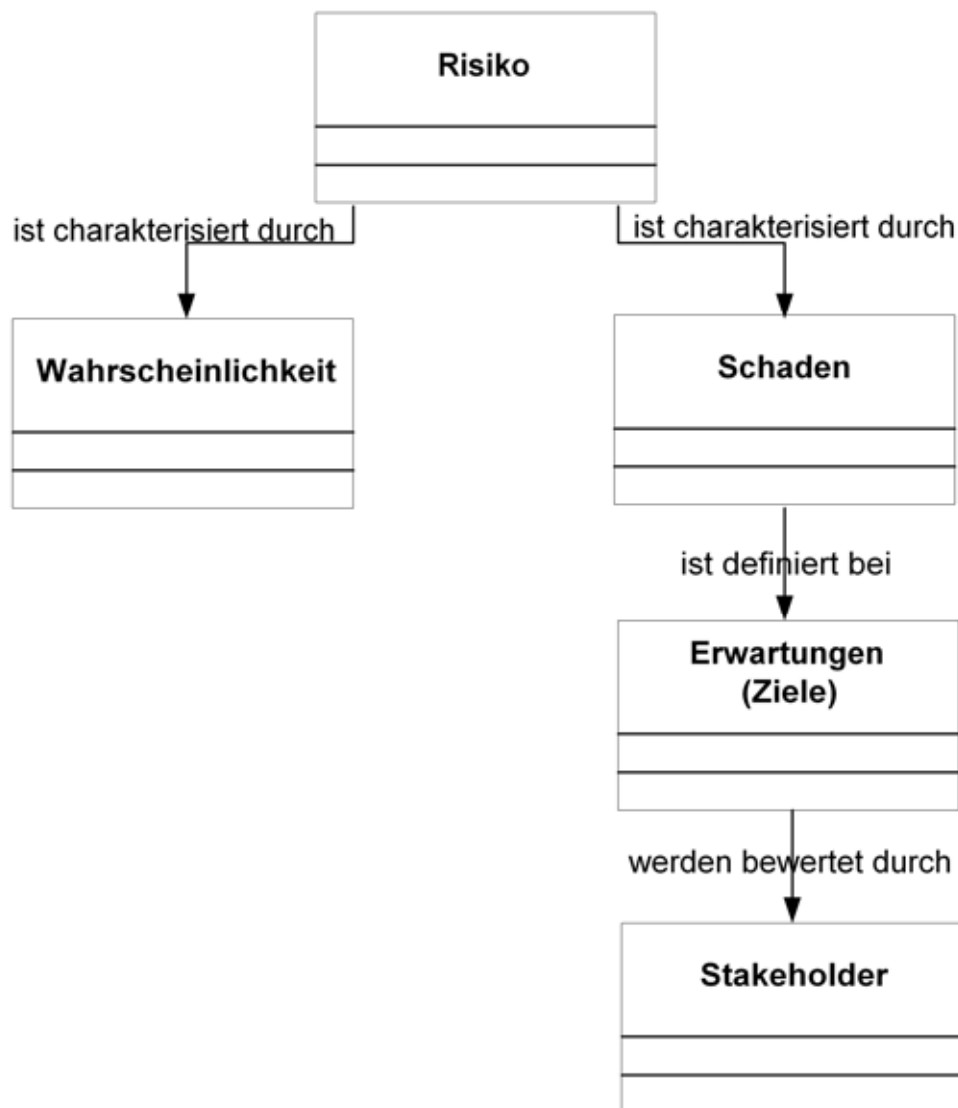 Risiko
ist charakterisiert durch
ist charakterisiert durch
Wahrscheinlichkeit
Schaden
ist definiert bei
Erwartungen
(Ziele)
werden bewertet durch
Stakeholder